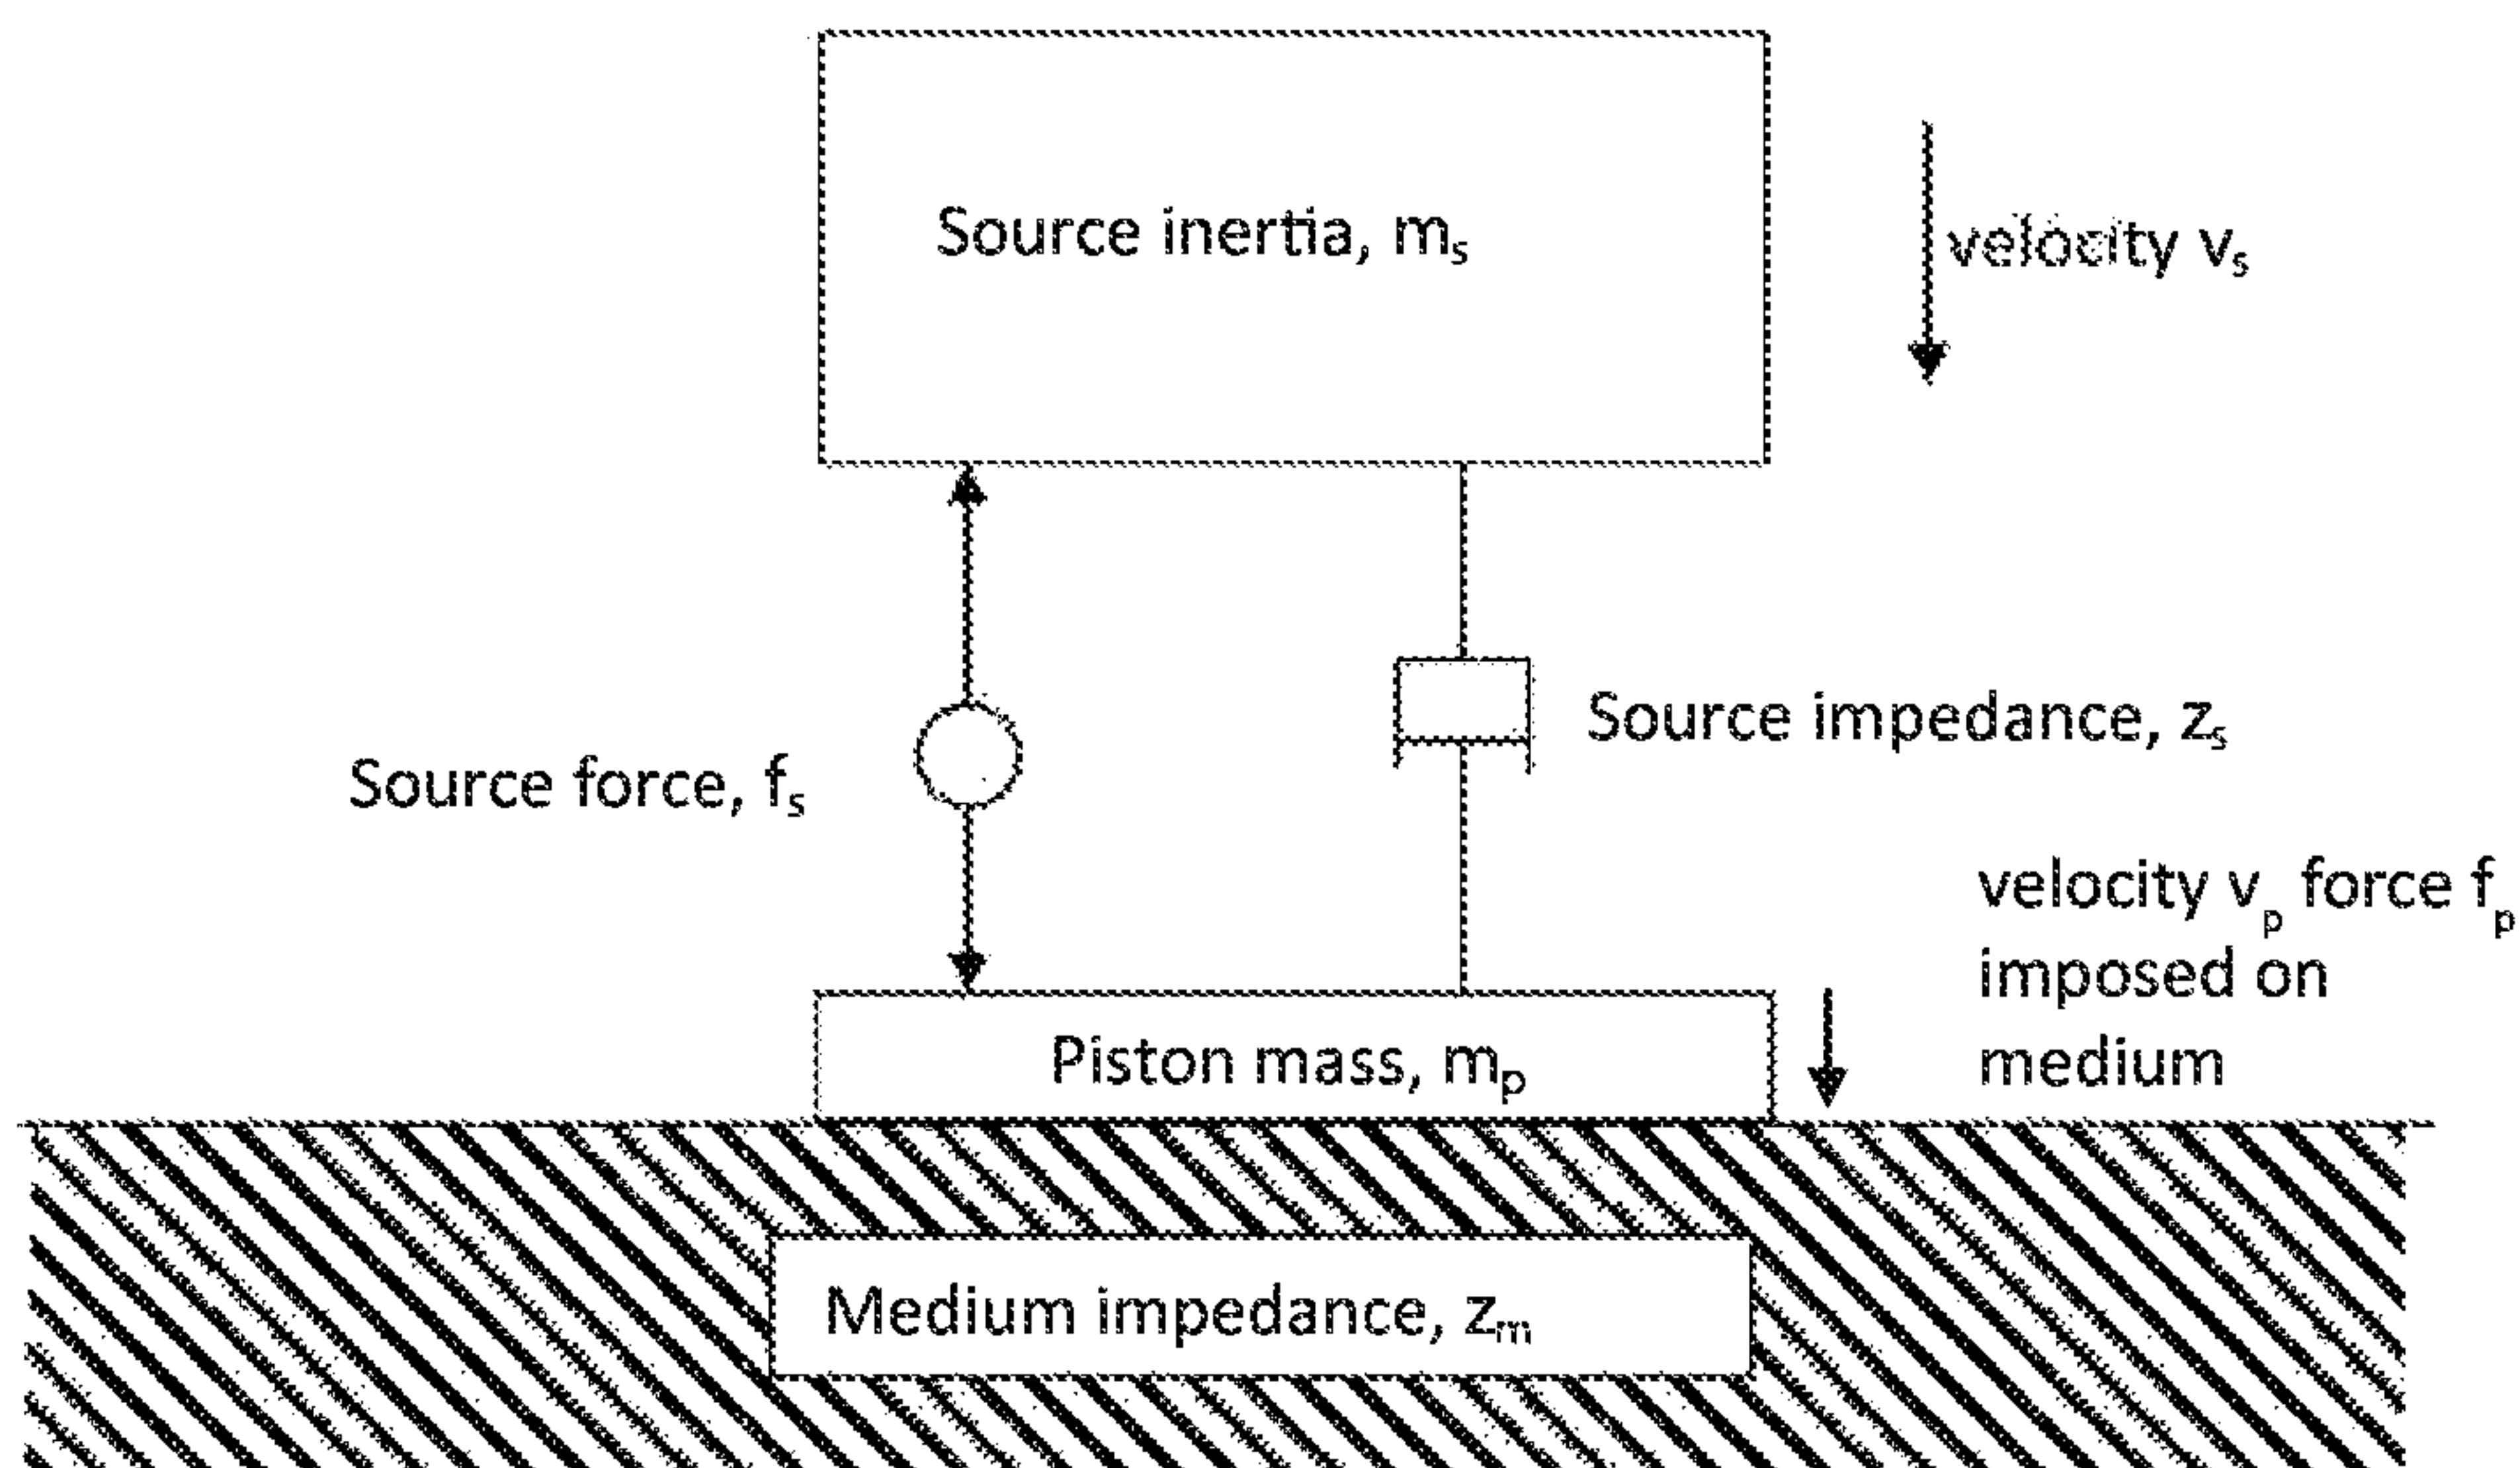 Source inertia, mₛ
velocity vₛ
Source impedance, zₛ
Source force, fₛ
velocity vₚ force fₚ
imposed on
medium
Piston mass, mₚ
Medium impedance, zₘ